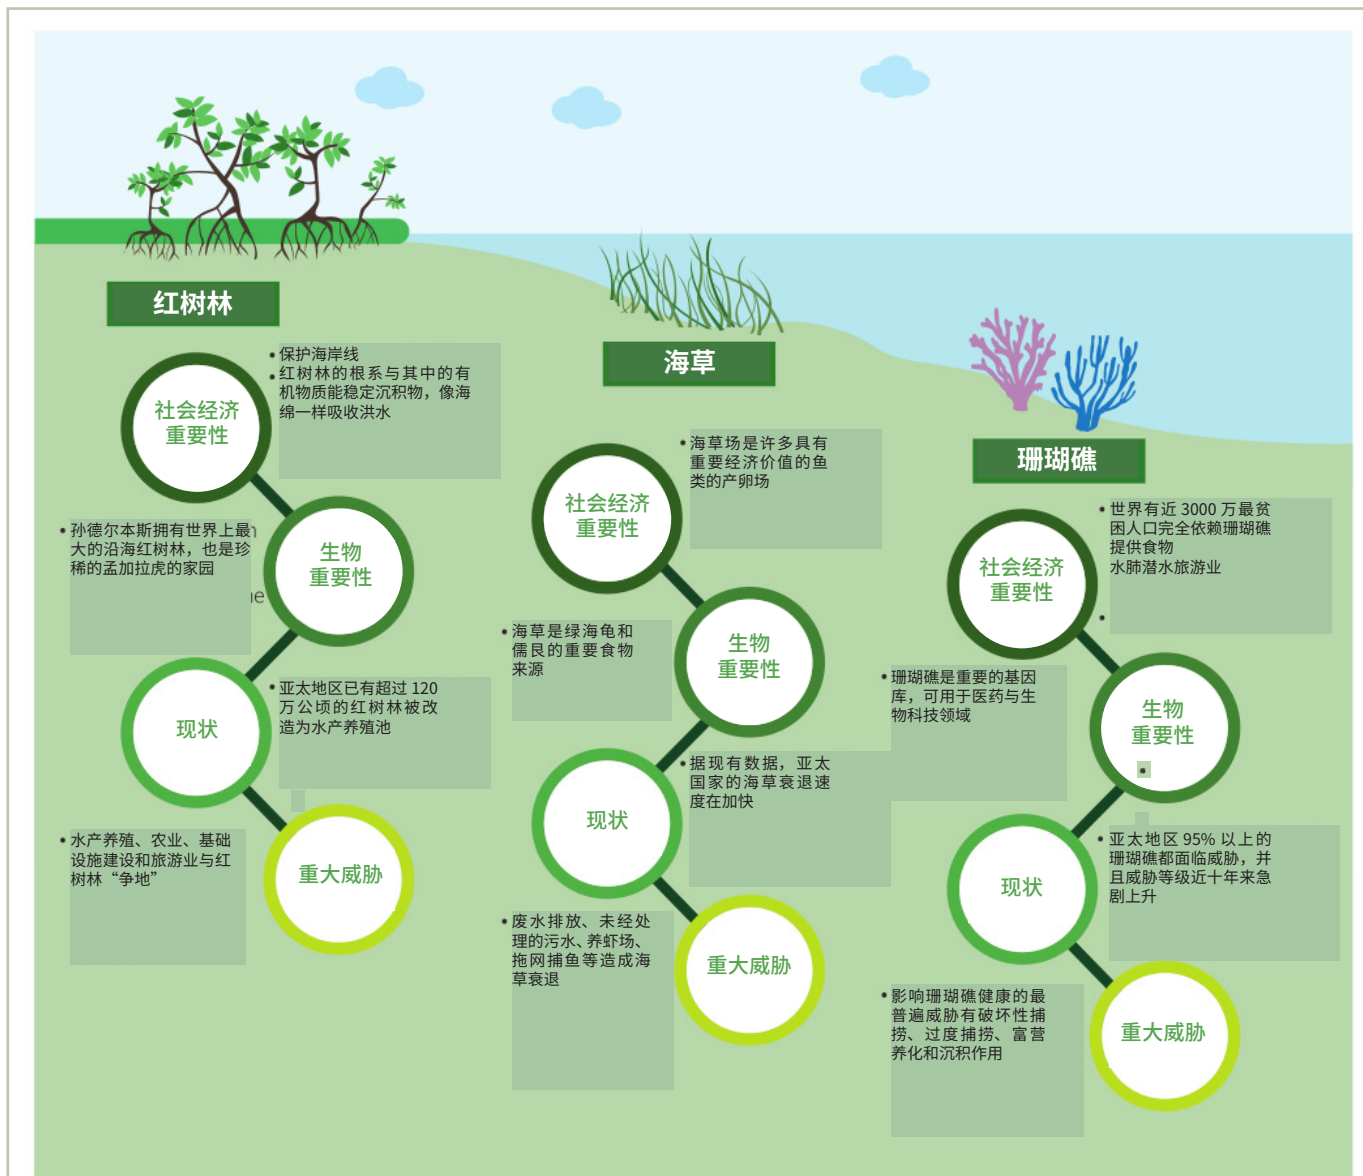 红树林
社会经济
重要性
• 保护海岸线
• 红树林的根系与其中的有
机物质能稳定沉积物，像海
绵一样吸收洪水
生物
重要性
• 孙德尔本斯拥有世界上最
大的沿海红树林，也是珍
稀的孟加拉虎的家园
现状
• 亚太地区已有超过 120
万公顷的红树林被改
造为水产养殖池
重大威胁
• 水产养殖、农业、基础
设施建设和旅游业与红
树林“争地”
海草
社会经济
重要性
• 海草场是许多具有
重要经济价值的鱼
类的产卵场
生物
重要性
• 海草是绿海龟和
儒艮的重要食物
来源
现状
• 据现有数据，亚太
国家的海草衰退速
度在加快
重大威胁
• 废水排放、未经处
理的污水、养虾场、
拖网捕鱼等造成海
草衰退
珊瑚礁
社会经济
重要性
• 世界有近 3000 万最贫
困人口完全依赖珊瑚礁
提供食物
水肺潜水旅游业
生物
重要性
• 珊瑚礁是重要的基因
库，可用于医药与生
物科技领域
现状
• 亚太地区 95% 以上的
珊瑚礁都面临威胁，并
且威胁等级近十年来急
剧上升
重大威胁
• 影响珊瑚礁健康的最
普遍威胁有破坏性捕
捞、过度捕捞、富营
养化和沉积作用